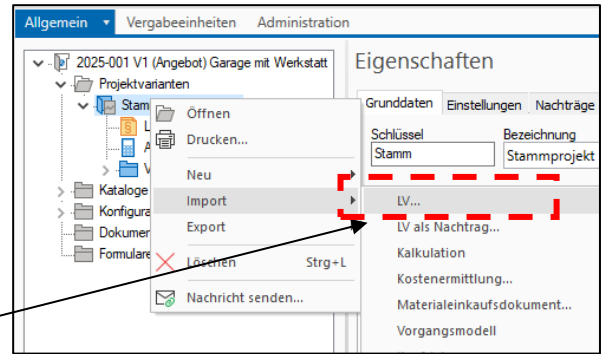 Allgemein Vergabeeinheiten Administration
2025-001 V1 (Angebot) Garage mit Werkstatt
Projektvarianten
Stam
L
A
V
Kataloge
Konfigura
Dokumen
Formulare
Öffnen
Drucken...
Neu
Import
Export
Löschen Strg+L
Nachricht senden...
Eigenschaften
Grunddaten Einstellungen Nachträge
Schlüssel Bezeichnung
Stamm Stammprojekt
LV...
LV als Nachtrag...
Kalkulation
Kostenermittlung...
Materialeinkaufsdokument...
Vorgangsmodell